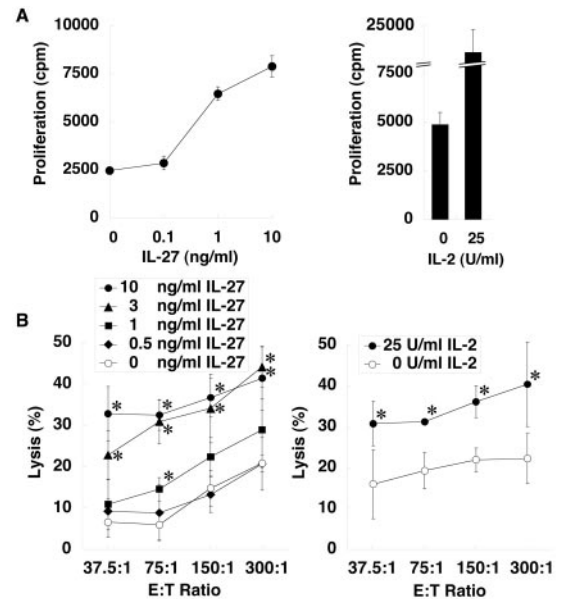 A
10000
7500
5000
2500
0
Proliferation (cpm)
0 0.1 1 10
IL-27 (ng/ml)
25000
7500
5000
2500
0
Proliferation (cpm)
0 25
IL-2 (U/ml)
B
10 ng/ml IL-27
3 ng/ml IL-27
1 ng/ml IL-27
0.5 ng/ml IL-27
0 ng/ml IL-27
50
40
30
20
10
0
Lysis (%)
* * * *
* * * *
*
37.5:1 75:1 150:1 300:1
E:T Ratio
25 U/ml IL-2
0 U/ml IL-2
50
40
30
20
10
0
Lysis (%)
* * * *
37.5:1 75:1 150:1 300:1
E:T Ratio